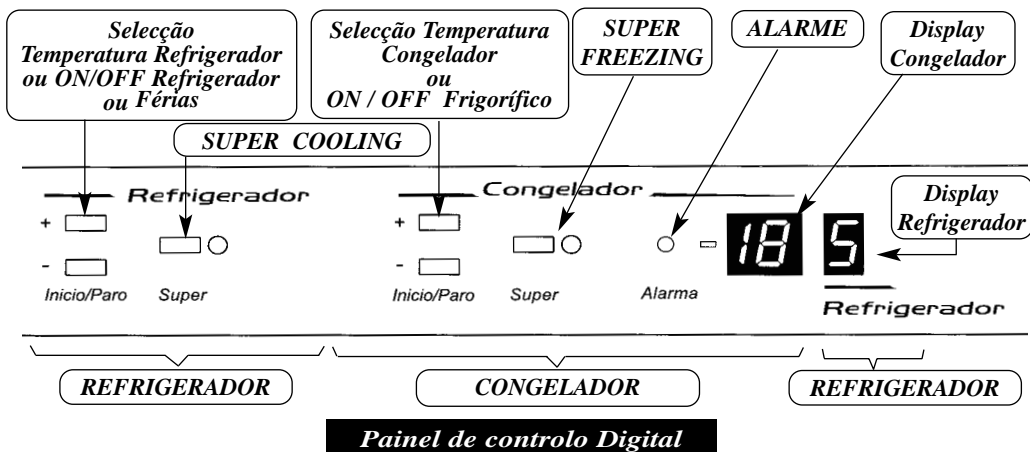 Selecção
Temperatura Refrigerador
ou ON/OFF Refrigerador
ou Férias
Selecção Temperatura
Congelador
ou
ON / OFF Frigorífico
SUPER
FREEZING
ALARME
Display
Congelador
SUPER COOLING
Refrigerador
Congelador
Display
Refrigerador
+
+
- 18
5
-
-
Inicio/Paro
Super
Inicio/Paro
Super
Alarma
Refrigerador
REFRIGERADOR
CONGELADOR
REFRIGERADOR
Painel de controlo Digital